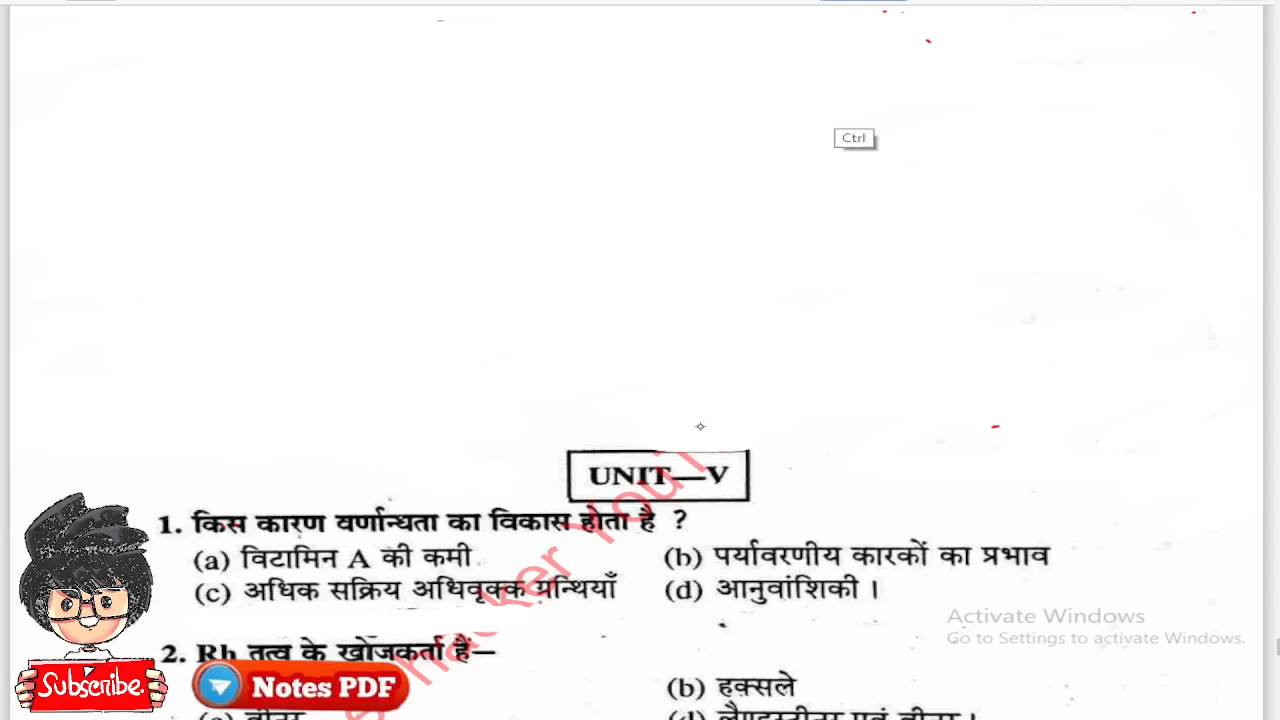 Ctrl
UNIT—V
1. किस कारण वर्णान्धता का विकास होता है ?
(a) विटामिन A की कमी (b) पर्यावरणीय कारकों का प्रभाव
(c) अधिक सक्रिय अधिवृक्क ग्रन्थियाँ (d) आनुवांशिकी ।
Activate Windows
Go to Settings to activate Windows.
2. Rh तत्व के खोजकर्ता हैं—
Subscribe.
Notes PDF
(b) हक्सले